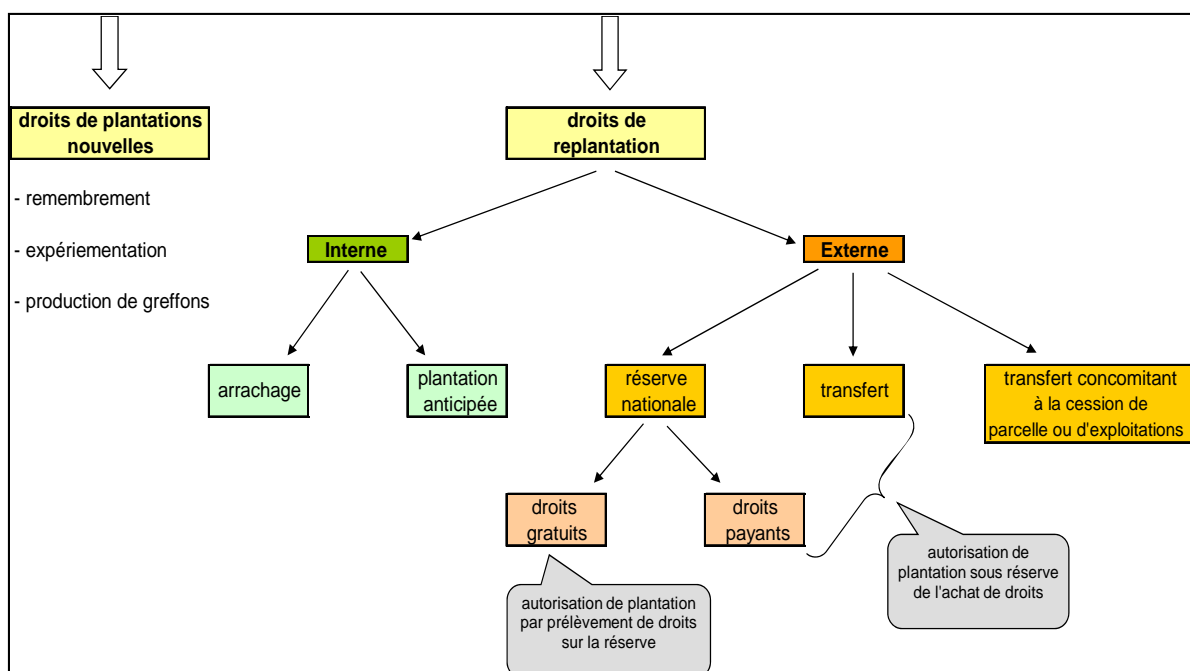 droits de plantations
nouvelles
droits de
replantation
- remembrement
- expériementation
- production de greffons
Interne
Externe
arrachage
plantation
anticipée
réserve
nationale
transfert
transfert concomitant
à la cession de
parcelle ou d'exploitations
droits
gratuits
droits
payants
autorisation de
plantation sous réserve
de l'achat de droits
autorisation de plantation
par prélèvement de droits
sur la réserve